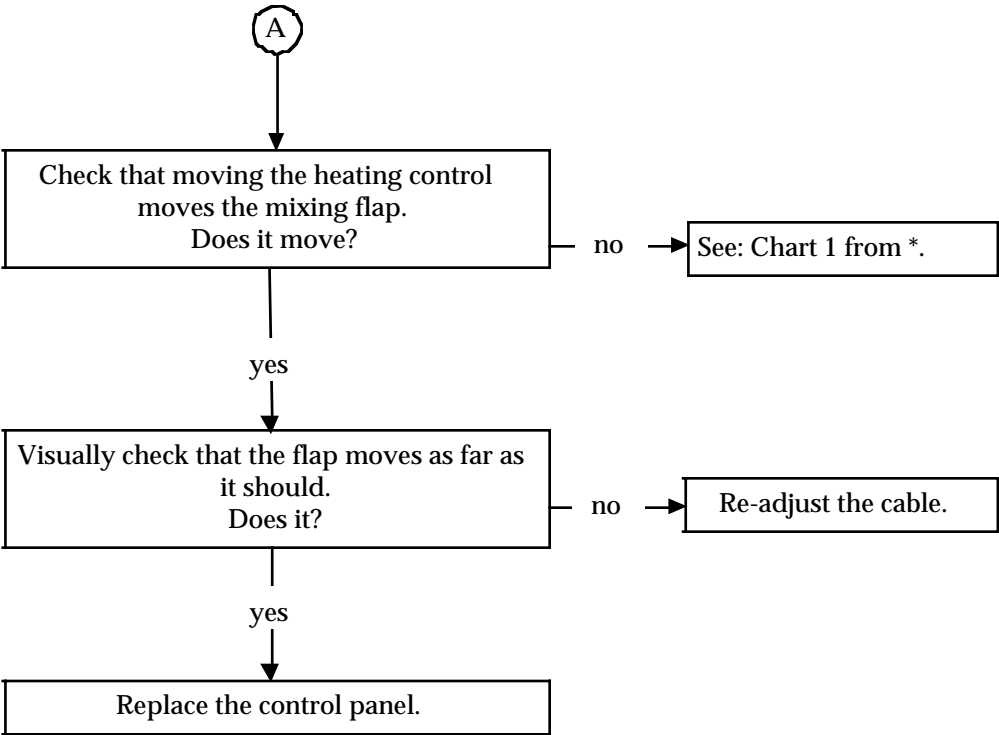 A
Check that moving the heating control
moves the mixing flap.
Does it move?
no
See: Chart 1 from *.
yes
Visually check that the flap moves as far as
it should.
Does it?
no
Re-adjust the cable.
yes
Replace the control panel.